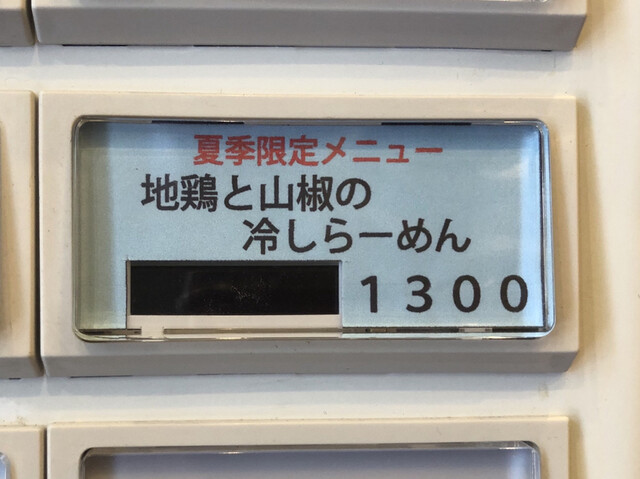 夏季限定メニュー
地鶏と山椒の
冷しらーめん
１３００